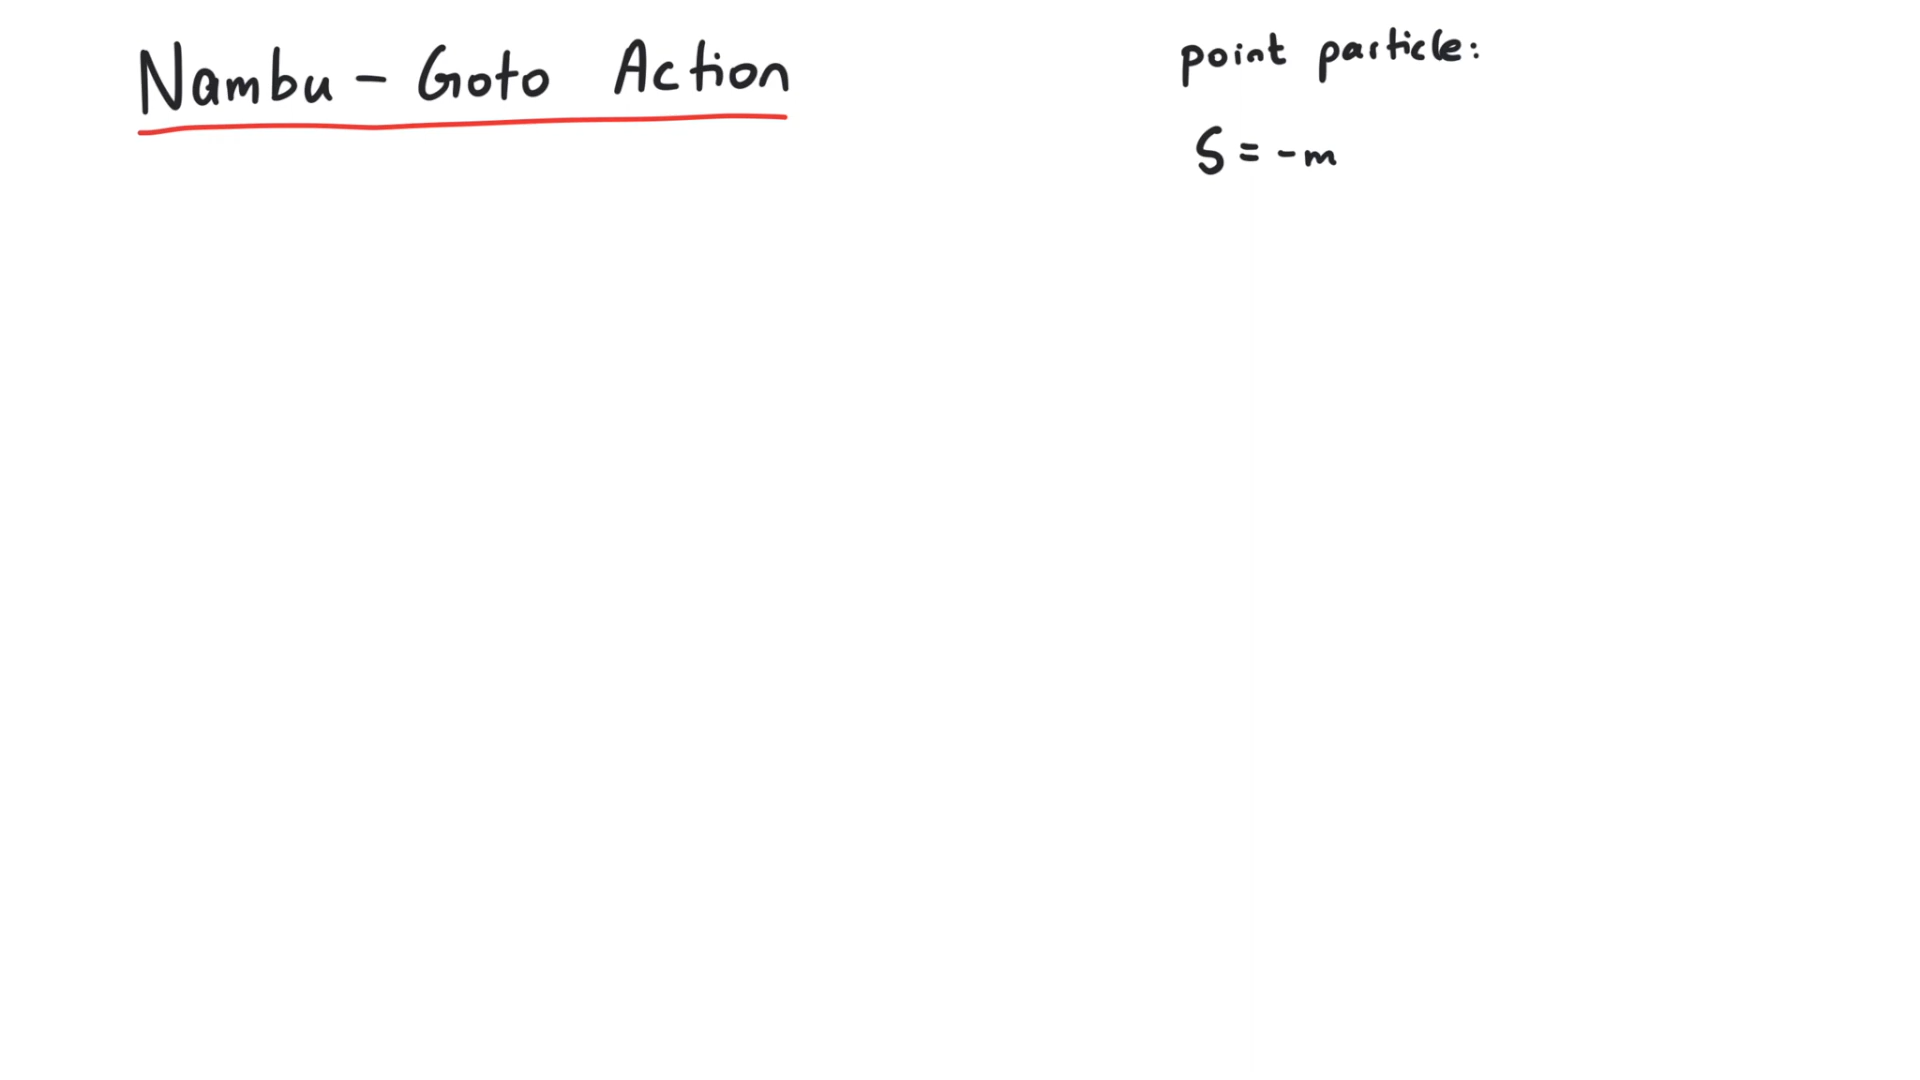 Nambu - Goto Action
point particle:
S = - m